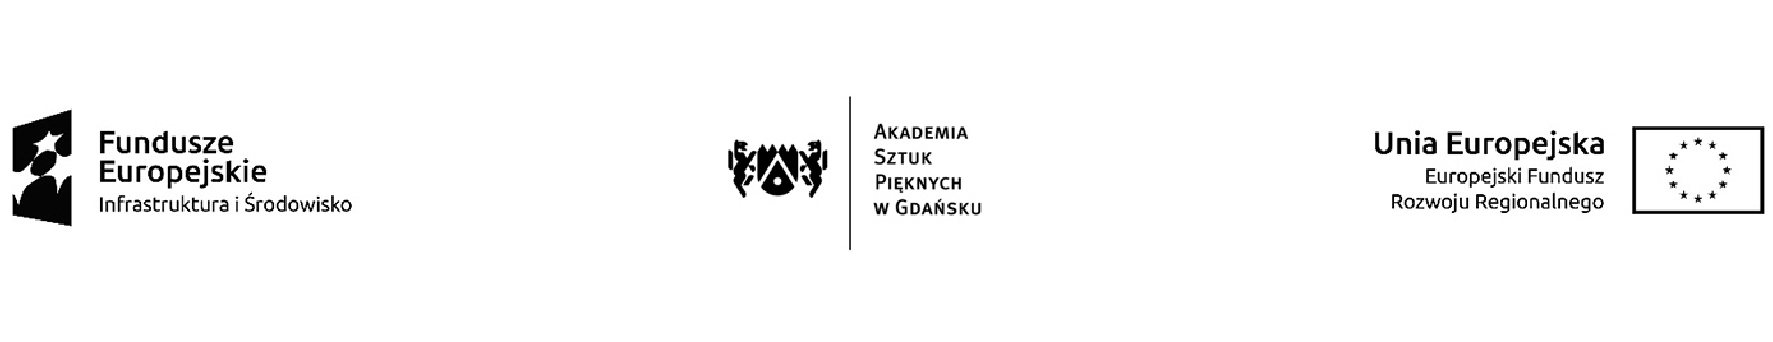 Fundusze
Europejskie
Infrastruktura i Środowisko
AKADEMIA
SZTUK
PIĘKNYCH
W GDAŃSKU
Unia Europejska
Europejski Fundusz
Rozwoju Regionalnego